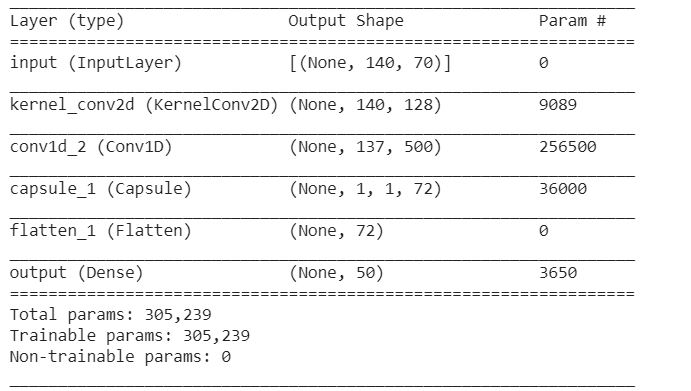 Layer (type) Output Shape Param #
input (InputLayer) [(None, 140, 70)] 0
kernel_conv2d (KernelConv2D) (None, 140, 128) 9089
conv1d_2 (Conv1D) (None, 137, 500) 256500
capsule_1 (Capsule) (None, 1, 1, 72) 36000
flatten_1 (Flatten) (None, 72) 0
output (Dense) (None, 50) 3650
Total params: 305,239
Trainable params: 305,239
Non-trainable params: 0